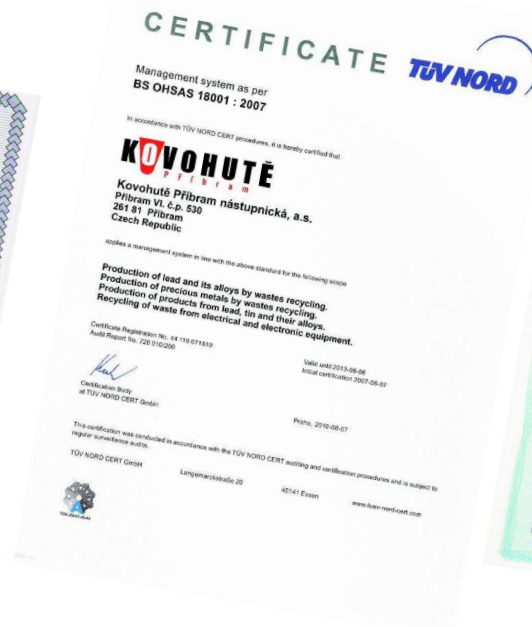 CERTIFICATE
TÜV NORD
Management system as per
BS OHSAS 18001 : 2007
In accordance with TÜV NORD CERT procedures, it is hereby certified that
KOVOHUTĚ
Příbram
Kovohutě Příbram nástupnická, a.s.
Příbram VI. č.p. 530
261 81 Příbram
Czech Republic
applies a management system in line with the above standard for the following scope
Production of lead and its alloys by wastes recycling.
Production of precious metals by wastes recycling.
Production of products from lead, tin and their alloys.
Recycling of waste from electrical and electronic equipment.
Certificate Registration No. 44 116 071819
Audit Report No. 720 010/200
Valid until 2013-08-06
Initial certification 2007-08-07
Certification Body
at TÜV NORD CERT GmbH
Praha, 2010-08-07
This certification was conducted in accordance with the TÜV NORD CERT auditing and certification procedures and is subject to
regular surveillance audits.
TÜV NORD CERT GmbH
Langemarckstraße 20
45141 Essen
www.tuev-nord-cert.com